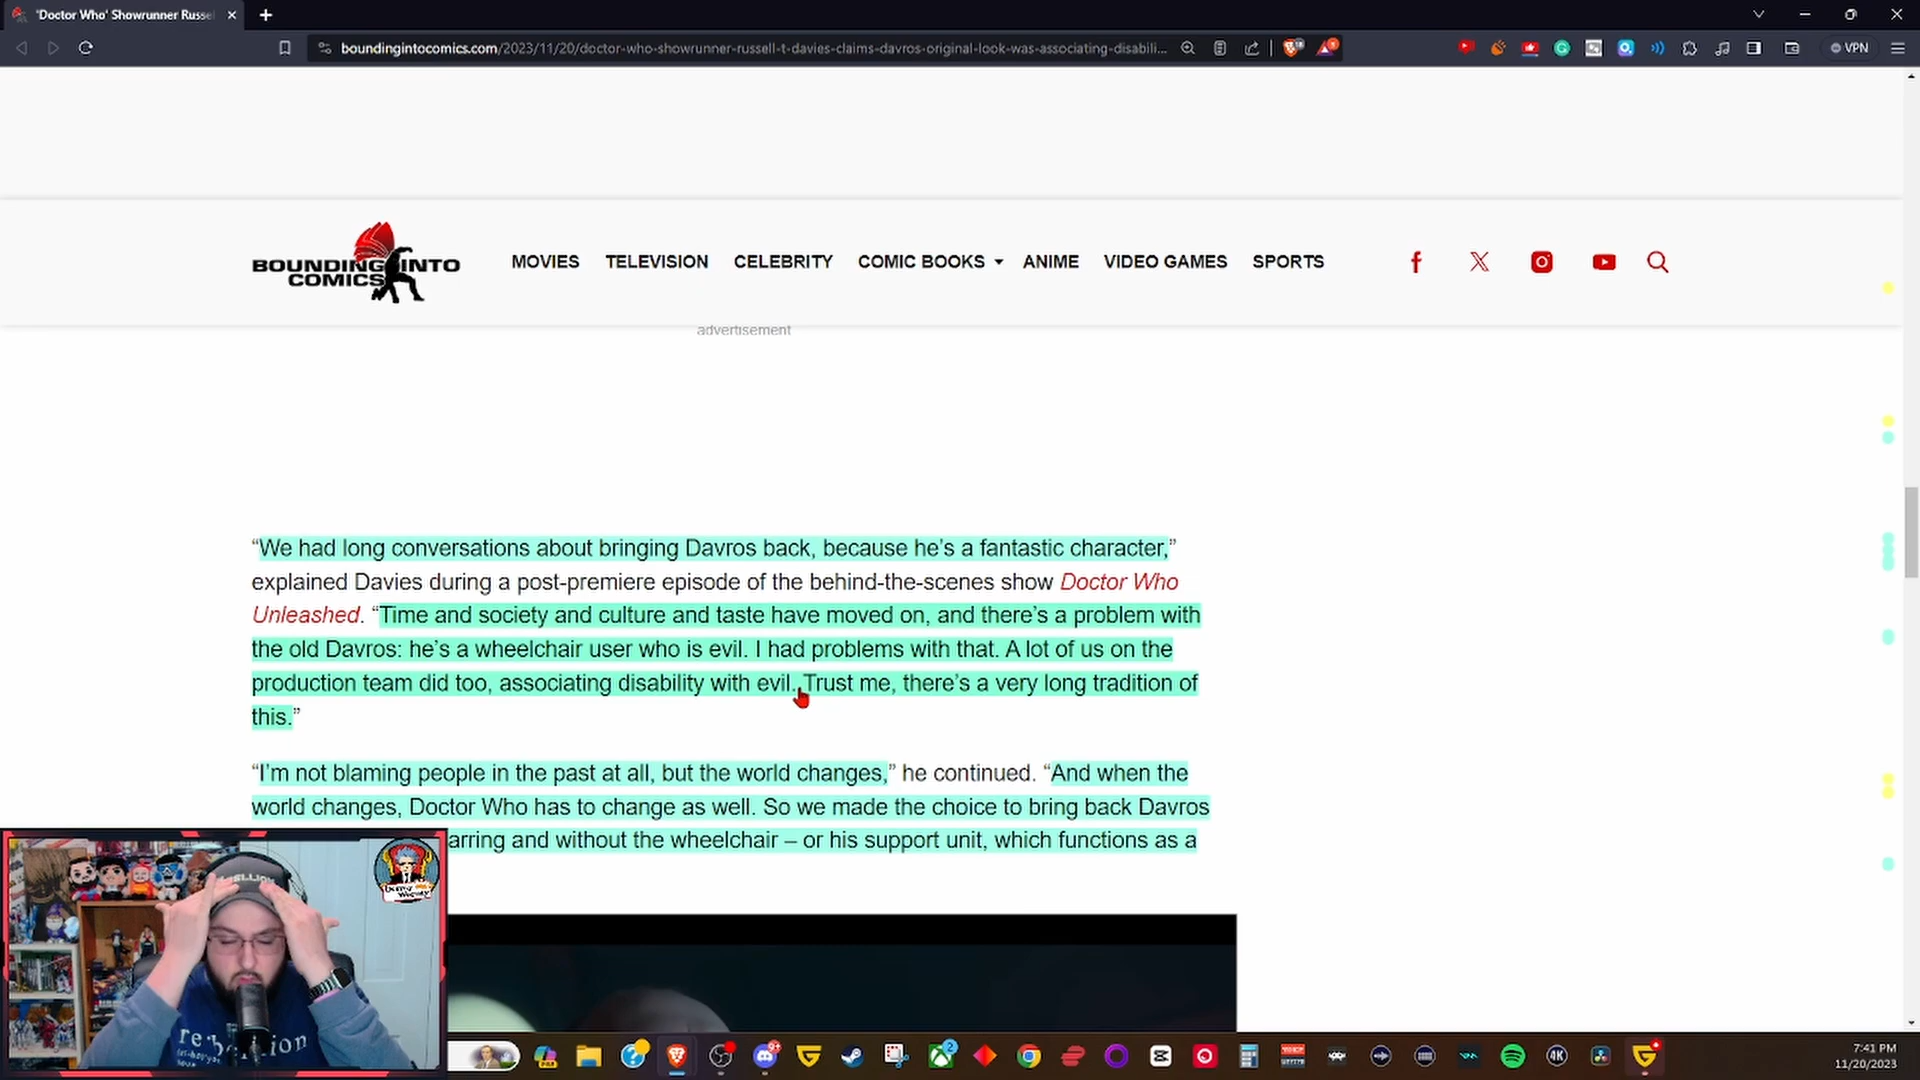 'Doctor Who' Showrunner Russel
boundingintocomics.com/2023/11/20/doctor-who-showrunner-russell-t-davies-claims-davros-original-look-was-associating-disabili...
VPN
BOUNDING INTO
COMICS
MOVIES TELEVISION CELEBRITY COMIC BOOKS ANIME VIDEO GAMES SPORTS
advertisement
“We had long conversations about bringing Davros back, because he’s a fantastic character,”
explained Davies during a post-premiere episode of the behind-the-scenes show Doctor Who
Unleashed. “Time and society and culture and taste have moved on, and there’s a problem with
the old Davros: he’s a wheelchair user who is evil. I had problems with that. A lot of us on the
production team did too, associating disability with evil. Trust me, there’s a very long tradition of
this.”
“I’m not blaming people in the past at all, but the world changes,” he continued. “And when the
world changes, Doctor Who has to change as well. So we made the choice to bring back Davros
arring and without the wheelchair – or his support unit, which functions as a
7:41 PM
11/20/2023